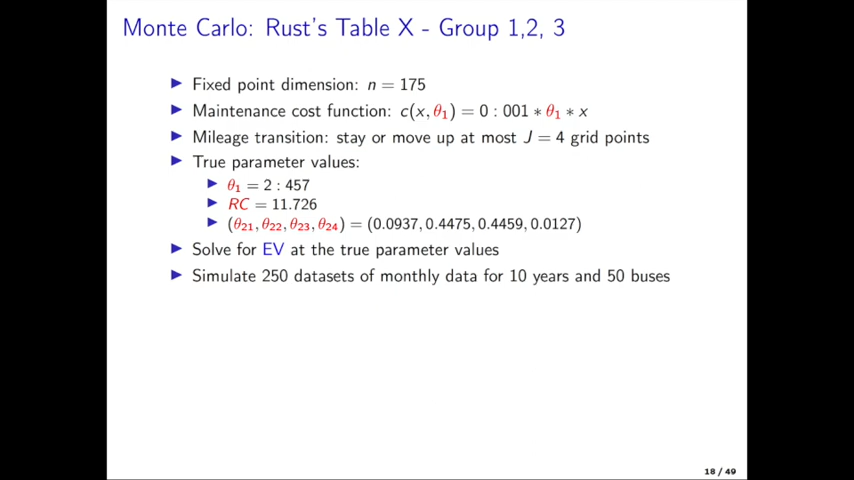 Monte Carlo: Rust's Table X - Group 1,2, 3
▶ Fixed point dimension: n = 175
▶ Maintenance cost function: c(x, θ₁) = 0 : 001 ∗ θ₁ ∗ x
▶ Mileage transition: stay or move up at most J = 4 grid points
▶ True parameter values:
▶ θ₁ = 2 : 457
▶ RC = 11.726
▶ (θ₂₁, θ₂₂, θ₂₃, θ₂₄) = (0.0937, 0.4475, 0.4459, 0.0127)
▶ Solve for EV at the true parameter values
▶ Simulate 250 datasets of monthly data for 10 years and 50 buses
18 / 49